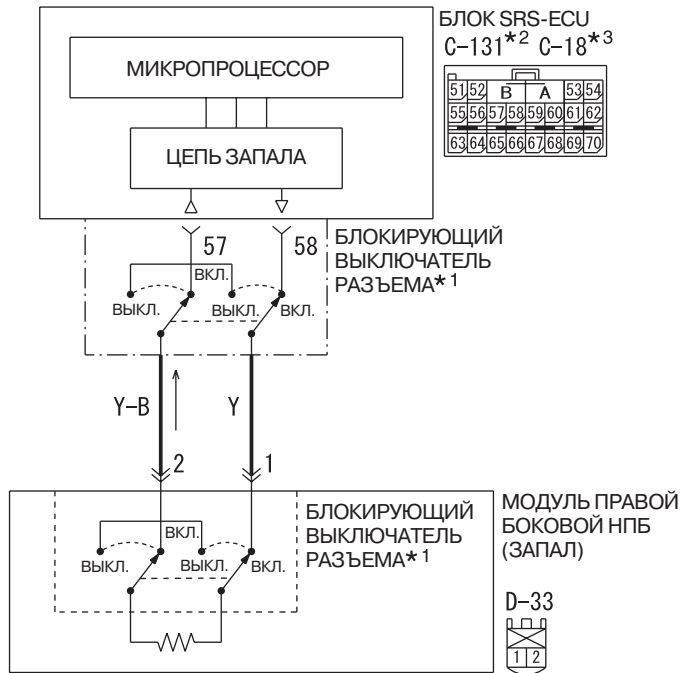 БЛОК SRS-ECU
C-131*2 C-18*3
МИКРОПРОЦЕССОР
51 52 B A 53 54
55 56 57 58 59 60 61 62
63 64 65 66 67 68 69 70
ЦЕПЬ ЗАПАЛА
57 58
БЛОКИРУЮЩИЙ
ВЫКЛЮЧАТЕЛЬ
РАЗЪЕМА*1
ВКЛ.
ВЫКЛ. ВЫКЛ. ВКЛ.
Y-B Y
2 1
БЛОКИРУЮЩИЙ
ВЫКЛЮЧАТЕЛЬ
РАЗЪЕМА*1
ВКЛ.
ВЫКЛ. ВЫКЛ. ВКЛ.
МОДУЛЬ ПРАВОЙ
БОКОВОЙ НПБ
(ЗАПАЛ)
D-33
1 2